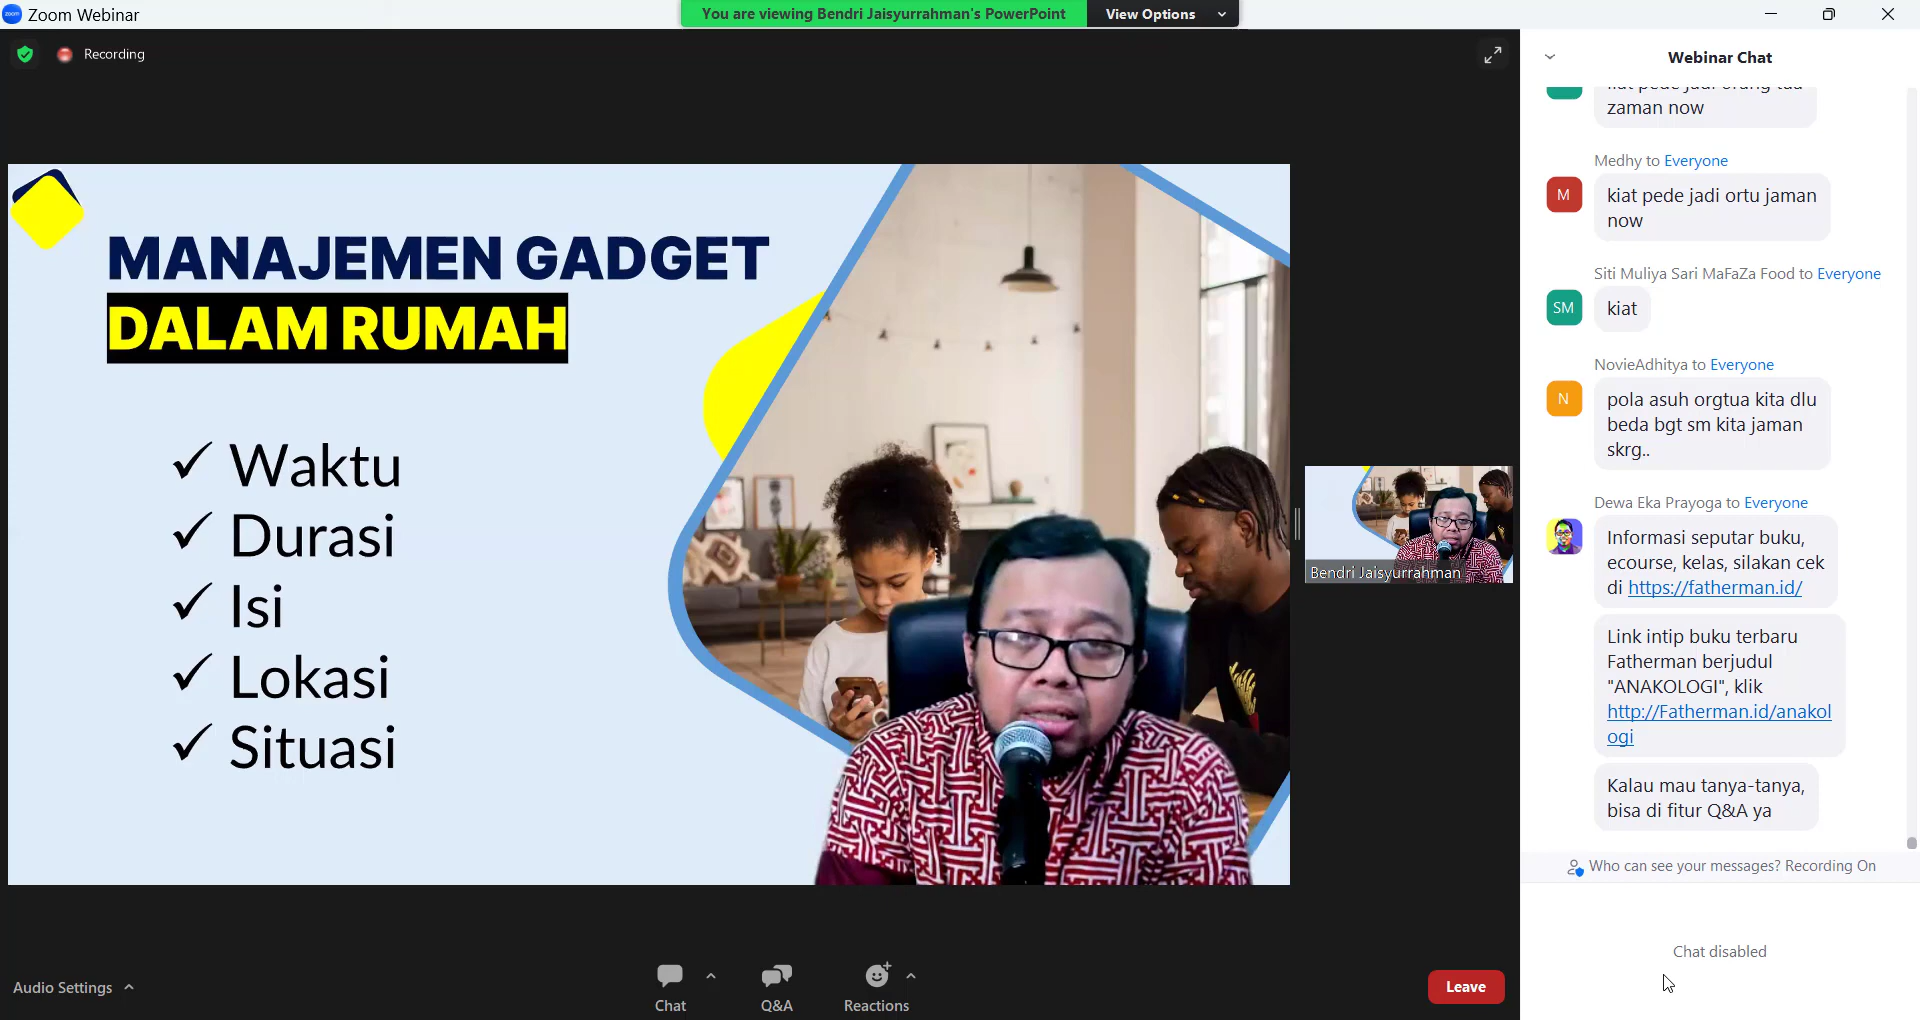 zoom Zoom Webinar
You are viewing Bendri Jaisyurrahman's PowerPoint
View Options
Recording
MANAJEMEN GADGET
DALAM RUMAH
✓ Waktu
✓ Durasi
✓ Isi
✓ Lokasi
✓ Situasi
Bendri Jaisyurrahman
Audio Settings
Chat
Q&A
Reactions
Leave
Webinar Chat
zaman now
Medhy to Everyone
M
kiat pede jadi ortu jaman
now
Siti Muliya Sari MaFaZa Food to Everyone
SM
kiat
NovieAdhitya to Everyone
N
pola asuh orgtua kita dlu
beda bgt sm kita jaman
skrg..
Dewa Eka Prayoga to Everyone
Informasi seputar buku,
ecourse, kelas, silakan cek
di https://fatherman.id/
Link intip buku terbaru
Fatherman berjudul
"ANAKOLOGI", klik
http://Fatherman.id/anakol
ogi
Kalau mau tanya-tanya,
bisa di fitur Q&A ya
Who can see your messages? Recording On
Chat disabled